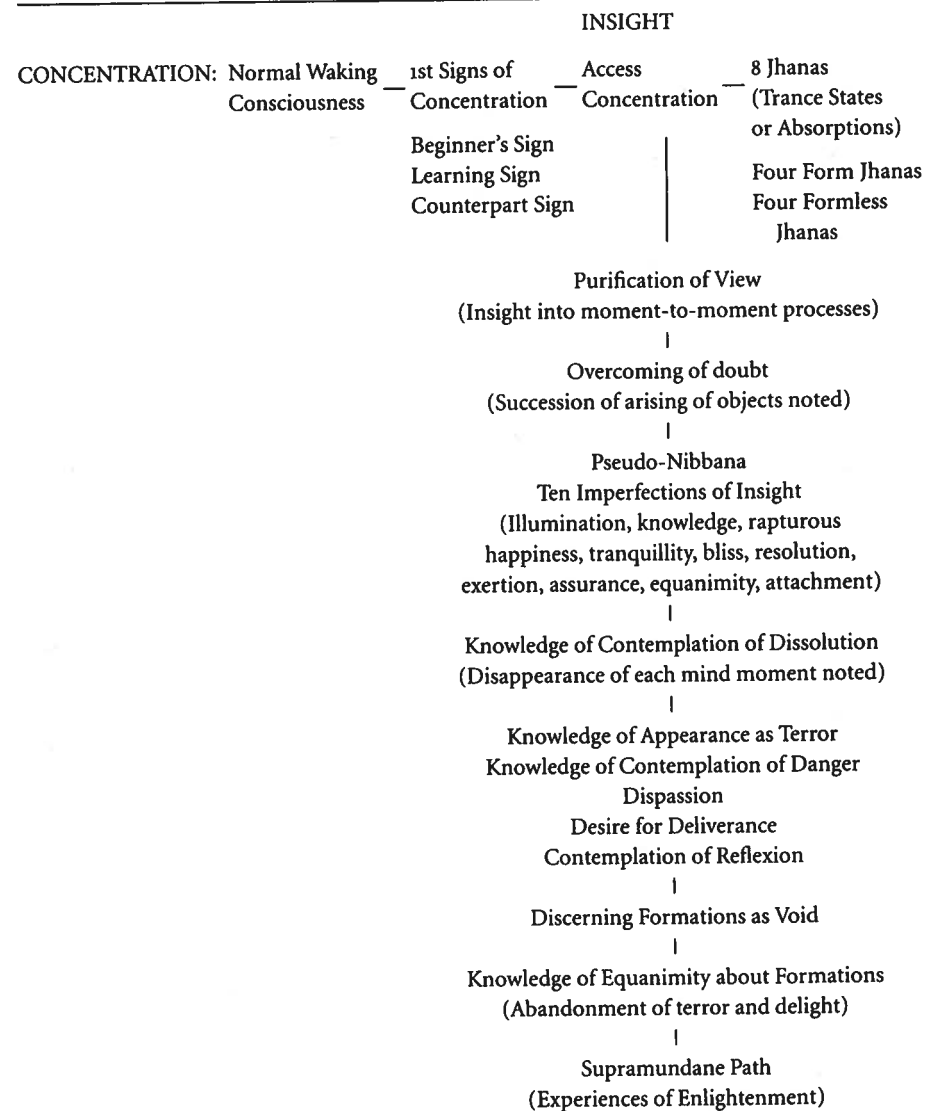 INSIGHT
CONCENTRATION: Normal Waking — 1st Signs of — Access — 8 Jhanas
Consciousness Concentration Concentration (Trance States
or Absorptions)
Beginner's Sign
Learning Sign Four Form Jhanas
Counterpart Sign Four Formless
Jhanas
Purification of View
(Insight into moment-to-moment processes)
Overcoming of doubt
(Succession of arising of objects noted)
Pseudo-Nibbana
Ten Imperfections of Insight
(Illumination, knowledge, rapturous
happiness, tranquillity, bliss, resolution,
exertion, assurance, equanimity, attachment)
Knowledge of Contemplation of Dissolution
(Disappearance of each mind moment noted)
Knowledge of Appearance as Terror
Knowledge of Contemplation of Danger
Dispassion
Desire for Deliverance
Contemplation of Reflexion
Discerning Formations as Void
Knowledge of Equanimity about Formations
(Abandonment of terror and delight)
Supramundane Path
(Experiences of Enlightenment)